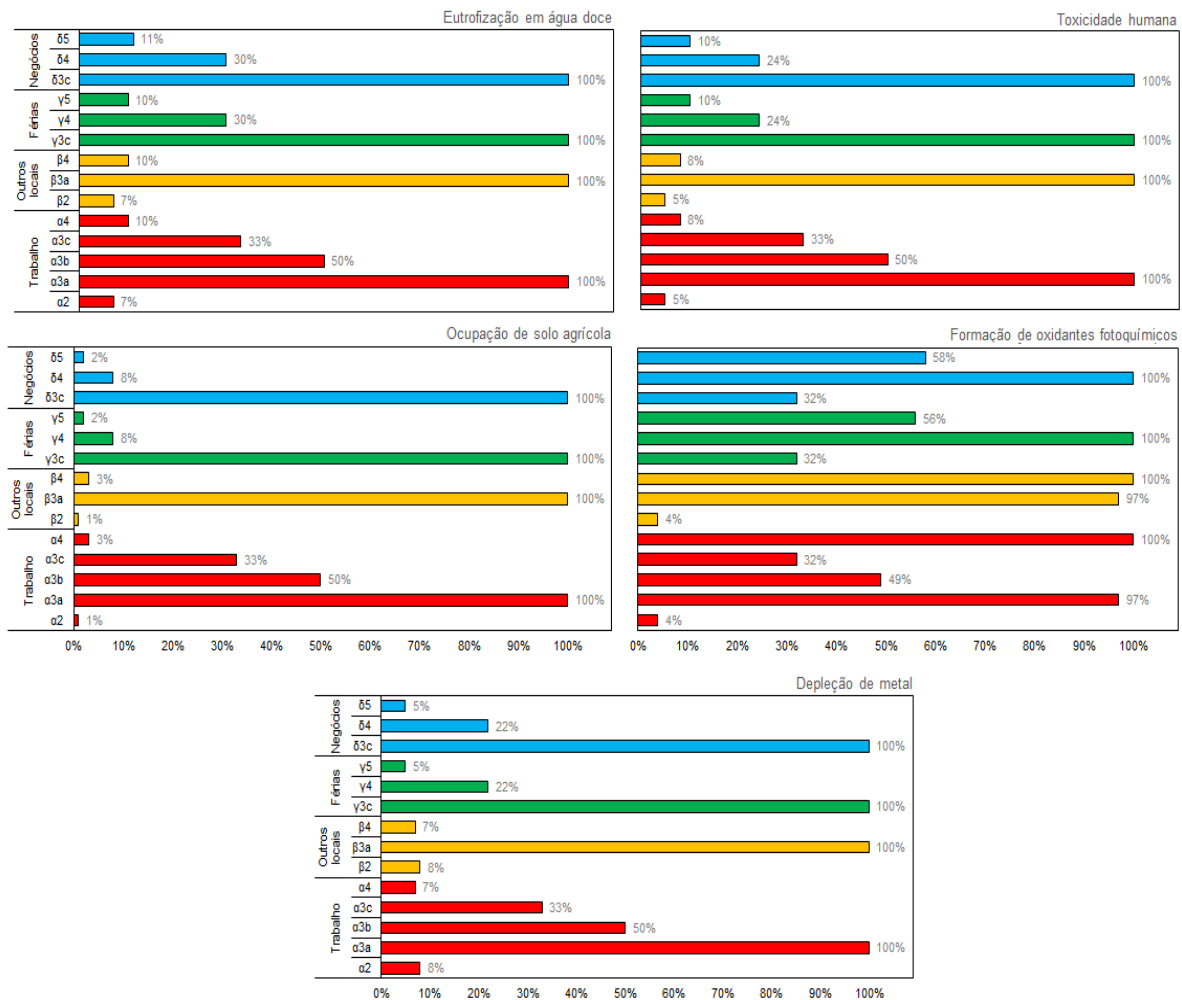 Eutrofização em água doce
Negócios
δ5 11%
δ4 30%
δ3c 100%
Férias
γ5 10%
γ4 30%
γ3c 100%
Outros locais
β4 10%
β3a 100%
β2 7%
Trabalho
α4 10%
α3c 33%
α3b 50%
α3a 100%
α2 7%
Toxicidade humana
10%
24%
100%
10%
24%
100%
8%
100%
5%
8%
33%
50%
100%
5%
Ocupação de solo agrícola
Negócios
δ5 2%
δ4 8%
δ3c 100%
Férias
γ5 2%
γ4 8%
γ3c 100%
Outros locais
β4 3%
β3a 100%
β2 1%
Trabalho
α4 3%
α3c 33%
α3b 50%
α3a 100%
α2 1%
0% 10% 20% 30% 40% 50% 60% 70% 80% 90% 100%
Formação de oxidantes fotoquímicos
58%
100%
32%
56%
100%
32%
100%
97%
4%
100%
32%
49%
97%
4%
0% 10% 20% 30% 40% 50% 60% 70% 80% 90% 100%
Depleção de metal
Negócios
δ5 5%
δ4 22%
δ3c 100%
Férias
γ5 5%
γ4 22%
γ3c 100%
Outros locais
β4 7%
β3a 100%
β2 8%
Trabalho
α4 7%
α3c 33%
α3b 50%
α3a 100%
α2 8%
0% 10% 20% 30% 40% 50% 60% 70% 80% 90% 100%